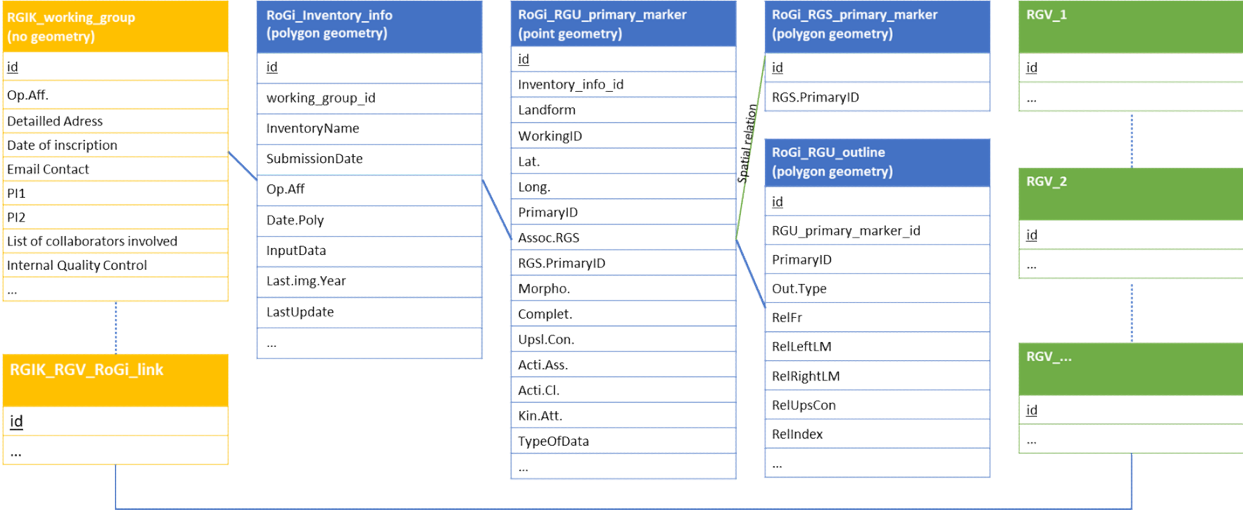 RGIK_working_group
(no geometry)
id
Op.Aff.
Detailled Adress
Date of inscription
Email Contact
PI1
PI2
List of collaborators involved
Internal Quality Control
...
RGIK_RGV_RoGi_link
id
...
RoGi_Inventory_info
(polygon geometry)
id
working_group_id
InventoryName
SubmissionDate
Op.Aff
Date.Poly
InputData
Last.img.Year
LastUpdate
...
RoGi_RGU_primary_marker
(point geometry)
id
Inventory_info_id
Landform
WorkingID
Lat.
Long.
PrimaryID
Assoc.RGS
RGS.PrimaryID
Morpho.
Complet.
Upsl.Con.
Acti.Ass.
Acti.Cl.
Kin.Att.
TypeOfData
...
Spatial relation
RoGi_RGS_primary_marker
(polygon geometry)
id
RGS.PrimaryID
RoGi_RGU_outline
(polygon geometry)
id
RGU_primary_marker_id
PrimaryID
Out.Type
RelFr
RelLeftLM
RelRightLM
RelUpsCon
RelIndex
...
RGV_1
id
...
RGV_2
id
...
RGV_...
id
...